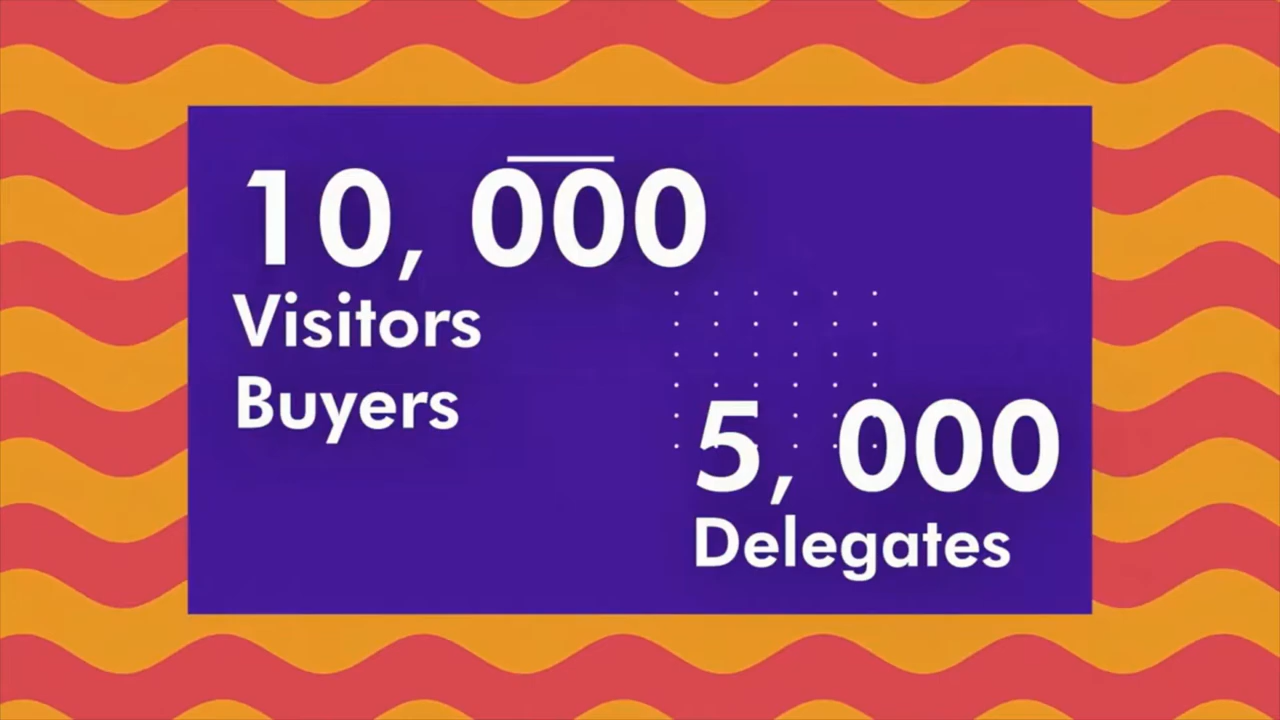 10, 000
Visitors
Buyers
5, 000
Delegates